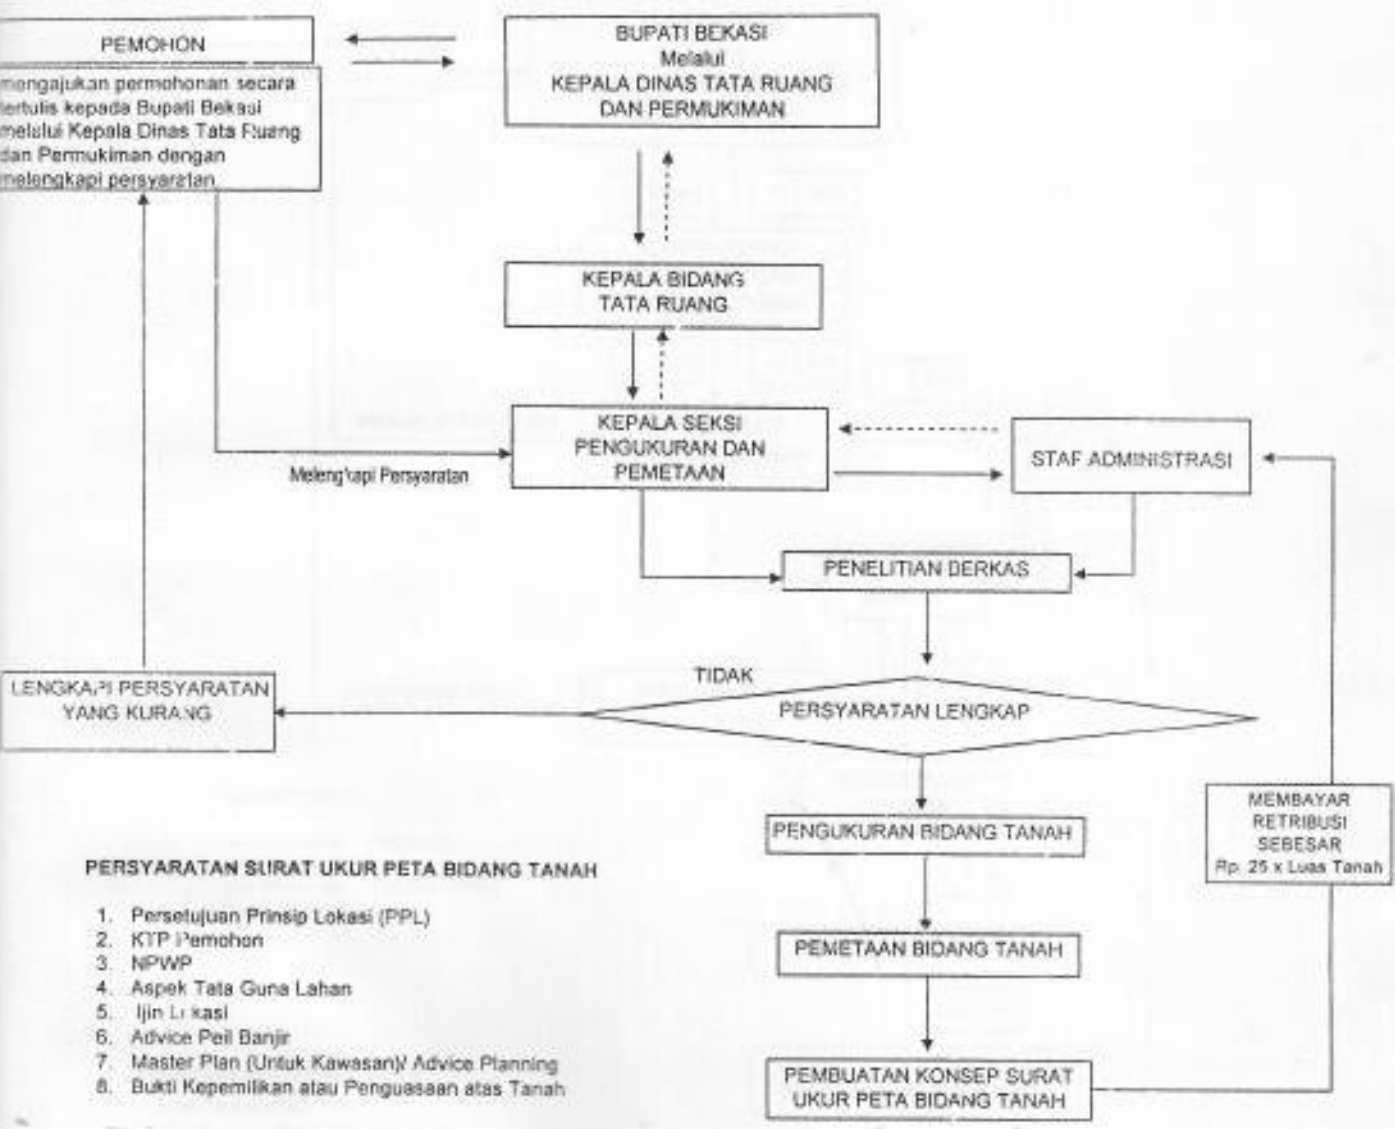 PEMOHON
mengajukan permohonan secara
tertulis kepada Bupati Bekasi
melalui Kepala Dinas Tata Ruang
dan Permukiman dengan
melengkapi persyaratan
BUPATI BEKASI
Melalui
KEPALA DINAS TATA RUANG
DAN PERMUKIMAN
KEPALA BIDANG
TATA RUANG
KEPALA SEKSI
PENGUKURAN DAN
PEMETAAN
Melengkapi Persyaratan
STAF ADMINISTRASI
PENELITIAN BERKAS
TIDAK
PERSYARATAN LENGKAP
LENGKAPI PERSYARATAN
YANG KURANG
PENGUKURAN BIDANG TANAH
MEMBAYAR
RETRIBUSI
SEBESAR
Rp. 25 x Luas Tanah
PEMETAAN BIDANG TANAH
PEMBUATAN KONSEP SURAT
UKUR PETA BIDANG TANAH
PERSYARATAN SURAT UKUR PETA BIDANG TANAH
1. Persetujuan Prinsip Lokasi (PPL)
2. KTP Pemohon
3. NPWP
4. Aspek Tata Guna Lahan
5. Ijin Lokasi
6. Advice Peil Banjir
7. Master Plan (Untuk Kawasan)/ Advice Planning
8. Bukti Kepemilikan atau Penguasaan atas Tanah